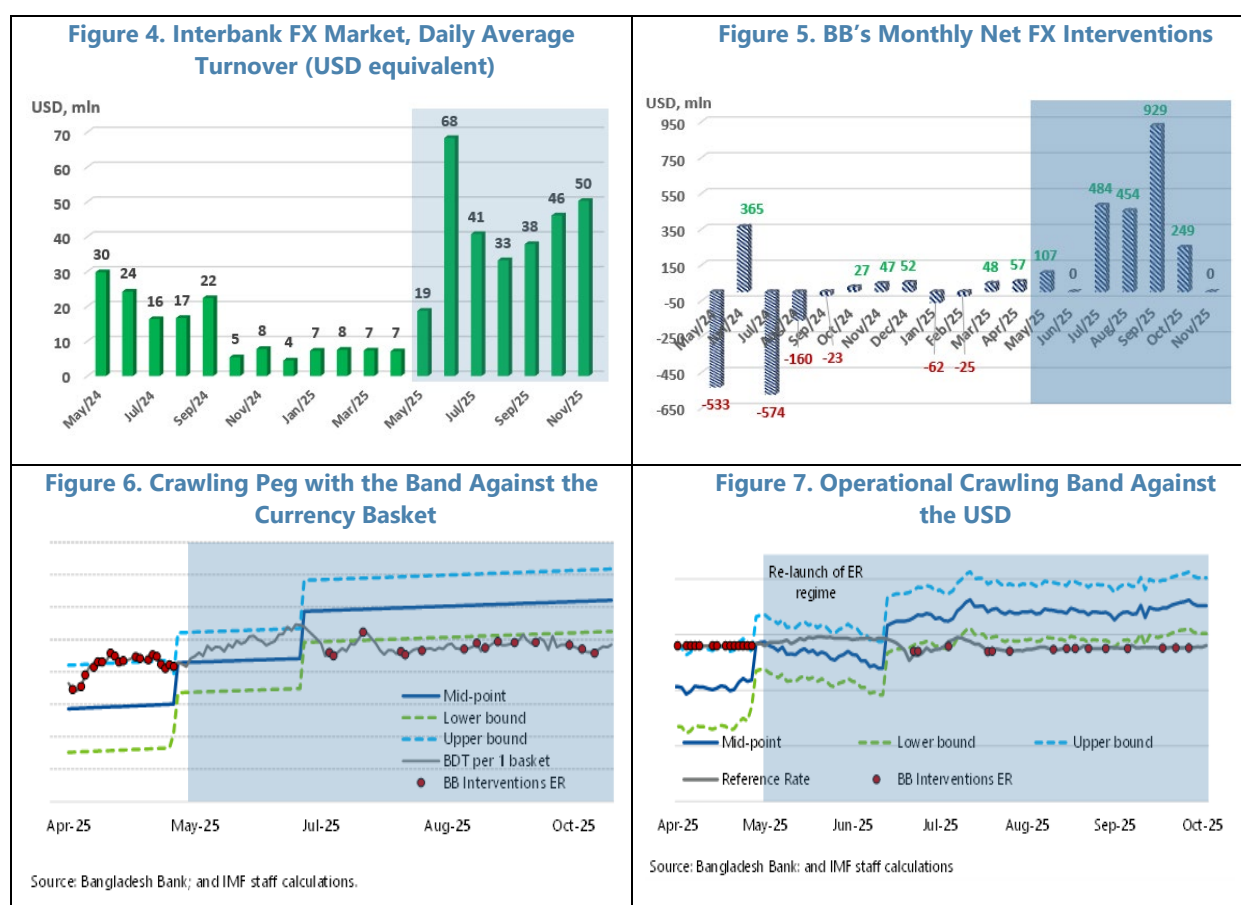 Figure 4. Interbank FX Market, Daily Average
Turnover (USD equivalent)
USD, mln
70
60
50
40
30
20
10
0
30
24
16
17
22
5
8
4
7
8
7
7
19
68
41
33
38
46
50
May/24
Jul/24
Sep/24
Nov/24
Jan/25
Mar/25
May/25
Jul/25
Sep/25
Nov/25
Figure 5. BB's Monthly Net FX Interventions
USD, mln
950
750
550
350
150
-50
-250
-450
-650
-533
365
-574
-160
-23
27
47
52
-62
-25
48
57
107
0
484
454
929
249
0
May/24
Jul/24
Aug/24
Sep/24
Oct/24
Nov/24
Dec/24
Jan/25
Feb/25
Mar/25
Apr/25
May/25
Jun/25
Jul/25
Aug/25
Sep/25
Oct/25
Nov/25
Figure 6. Crawling Peg with the Band Against the
Currency Basket
Mid-point
Lower bound
Upper bound
BDT per 1 basket
BB Interventions ER
Apr-25 May-25 Jul-25 Aug-25 Oct-25
Source: Bangladesh Bank; and IMF staff calculations.
Figure 7. Operational Crawling Band Against
the USD
Re-launch of ER
regime
Mid-point Lower bound Upper bound
Reference Rate BB Interventions ER
Apr-25 May-25 Jun-25 Jul-25 Aug-25 Sep-25 Oct-25
Source: Bangladesh Bank: and IMF staff calculations